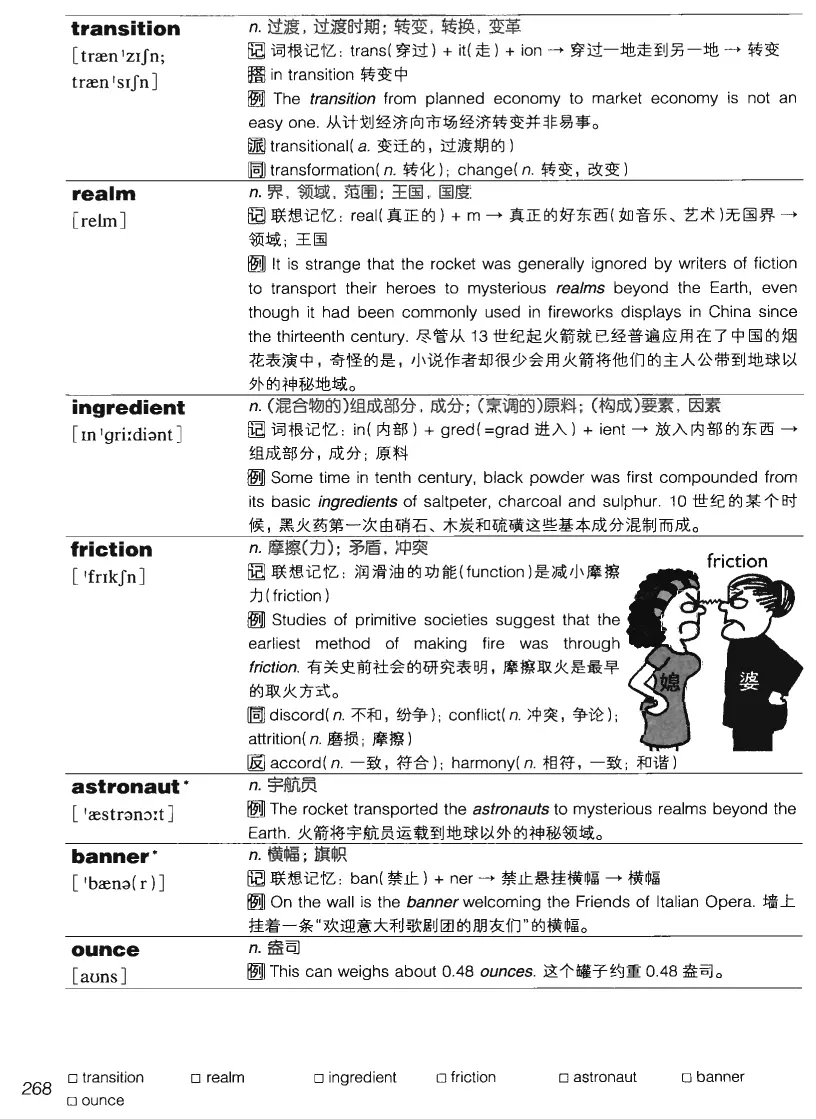 transition
n. 过渡，过渡时期；转变，转换，变革
[trænˈzɪʃn;
记 词根记忆：trans(穿过) + it(走) + ion → 穿过一地走到另一地 → 转变
trænˈsɪʃn]
搭 in transition 转变中
例 The transition from planned economy to market economy is not an
easy one. 从计划经济向市场经济转变并非易事。
派 transitional(a. 变迁的，过渡期的)
同 transformation(n. 转化)；change(n. 转变，改变)
realm
n. 界，领域，范围；王国，国度
[relm]
记 联想记忆：real(真正的) + m → 真正的好东西(如音乐、艺术)无国界 →
领域；王国
例 It is strange that the rocket was generally ignored by writers of fiction
to transport their heroes to mysterious realms beyond the Earth, even
though it had been commonly used in fireworks displays in China since
the thirteenth century. 尽管从 13 世纪起火箭就已经普遍应用在了中国的烟
花表演中，奇怪的是，小说作者却很少会用火箭将他们的主人公带到地球以
外的神秘地域。
ingredient
n. (混合物的)组成部分，成分；(烹调的)原料；(构成)要素，因素
[ɪnˈɡriːdiənt]
记 词根记忆：in(内部) + gred(=grad 进入) + ient → 放入内部的东西 →
组成部分，成分；原料
例 Some time in tenth century, black powder was first compounded from
its basic ingredients of saltpeter, charcoal and sulphur. 10 世纪的某个时
候，黑火药第一次由硝石、木炭和硫磺这些基本成分混制而成。
friction
n. 摩擦(力)；矛盾，冲突
[ˈfrɪkʃn]
记 联想记忆：润滑油的功能(function)是减小摩擦
力(friction)
例 Studies of primitive societies suggest that the
earliest method of making fire was through
friction. 有关史前社会的研究表明，摩擦取火是最早
的取火方式。
同 discord(n. 不和，纷争)；conflict(n. 冲突，争论)；
attrition(n. 磨损；摩擦)
反 accord(n. 一致，符合)；harmony(n. 相符，一致；和谐)
friction
媳
婆
astronaut*
n. 宇航员
[ˈæstrənɔːt]
例 The rocket transported the astronauts to mysterious realms beyond the
Earth. 火箭将宇航员运载到地球以外的神秘领域。
banner*
n. 横幅；旗帜
[ˈbænə(r)]
记 联想记忆：ban(禁止) + ner → 禁止悬挂横幅 → 横幅
例 On the wall is the banner welcoming the Friends of Italian Opera. 墙上
挂着一条“欢迎意大利歌剧团的朋友们”的横幅。
ounce
n. 盎司
[aʊns]
例 This can weighs about 0.48 ounces. 这个罐子约重 0.48 盎司。
□ transition □ realm □ ingredient □ friction □ astronaut □ banner
268
□ ounce